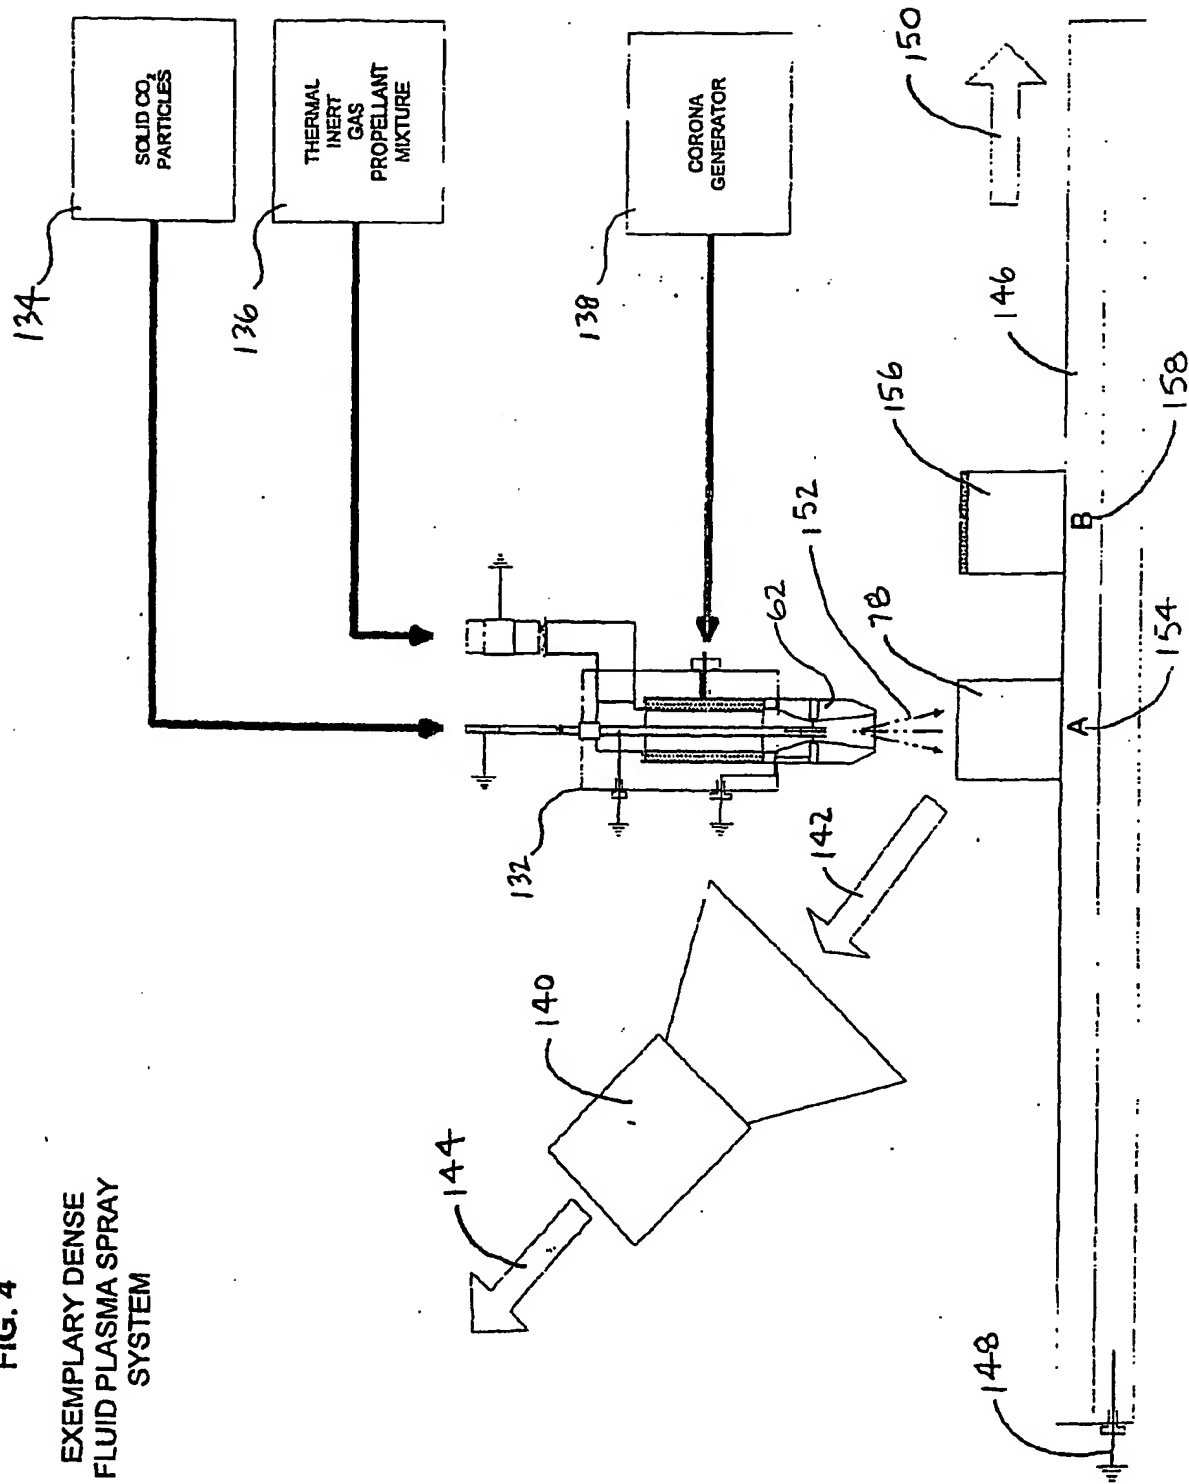 FIG. 4
EXEMPLARY DENSE
FLUID PLASMA SPRAY
SYSTEM
134
SOLID CO₂
PARTICLES
136
THERMAL
INERT
GAS
PROPELLANT
MIXTURE
138
CORONA
GENERATOR
132
62
152
78
142
140
144
156
146
150
A
154
B
158
148